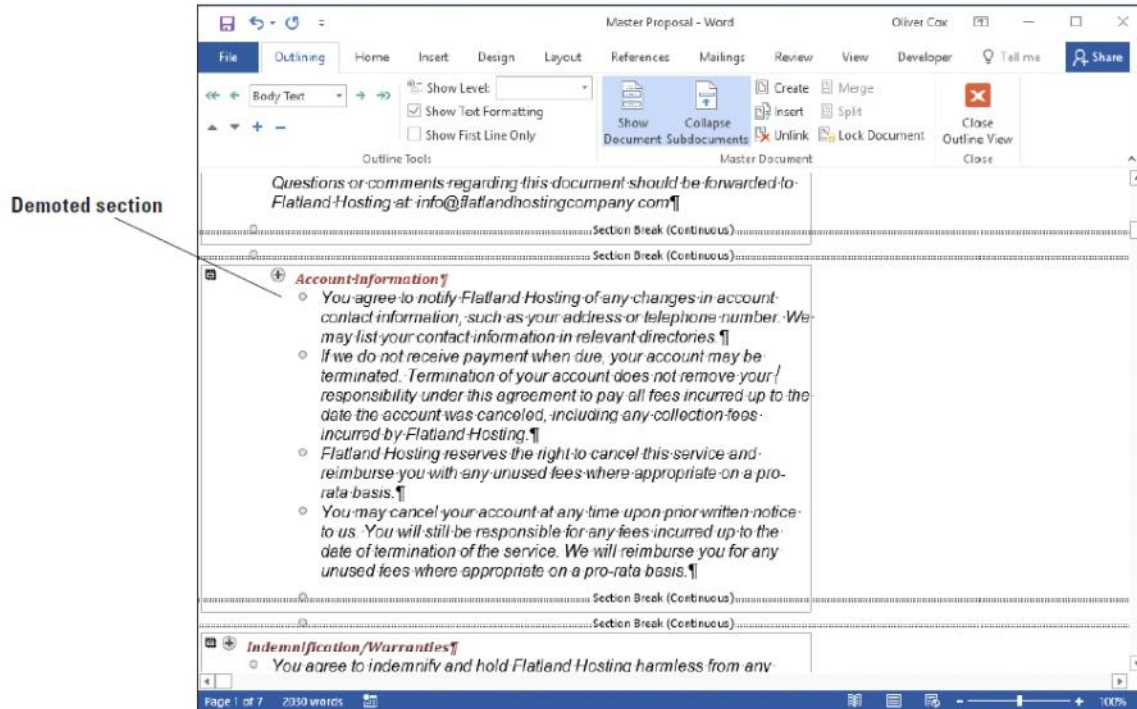 Master Proposal - Word
Oliver Cox
File
Outlining
Home
Insert
Design
Layout
References
Mailings
Review
View
Developer
Tell me
Share
Body Text
Show Level:
Show Text Formatting
Show First Line Only
Outline Tools
Show Document
Collapse Subdocuments
Create
Insert
Unlink
Merge
Split
Lock Document
Master Document
Close Outline View
Close
Questions or comments regarding this document should be forwarded to
Flatland Hosting at: info@flatlandhostingcompany.com¶
Section Break (Continuous)
Section Break (Continuous)
Demoted section
Account Information¶
You agree to notify Flatland Hosting of any changes in account
contact information, such as your address or telephone number. We
may list your contact information in relevant directories.¶
If we do not receive payment when due, your account may be
terminated. Termination of your account does not remove your
responsibility under this agreement to pay all fees incurred up to the
date the account was canceled, including any collection fees
incurred by Flatland Hosting.¶
Flatland Hosting reserves the right to cancel this service and
reimburse you with any unused fees where appropriate on a pro-
rata basis.¶
You may cancel your account at any time upon prior written notice
to us. You will still be responsible for any fees incurred up to the
date of termination of the service. We will reimburse you for any
unused fees where appropriate on a pro-rata basis.¶
Section Break (Continuous)
Section Break (Continuous)
Indemnification/Warranties¶
You agree to indemnify and hold Flatland Hosting harmless from any
Page 1 of 7
2030 words
100%